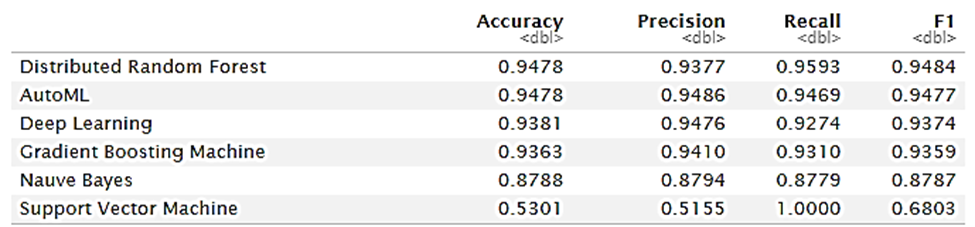 Accuracy Precision Recall F1
<dbl> <dbl> <dbl> <dbl>
Distributed Random Forest 0.9478 0.9377 0.9593 0.9484
AutoML 0.9478 0.9486 0.9469 0.9477
Deep Learning 0.9381 0.9476 0.9274 0.9374
Gradient Boosting Machine 0.9363 0.9410 0.9310 0.9359
Nauve Bayes 0.8788 0.8794 0.8779 0.8787
Support Vector Machine 0.5301 0.5155 1.0000 0.6803